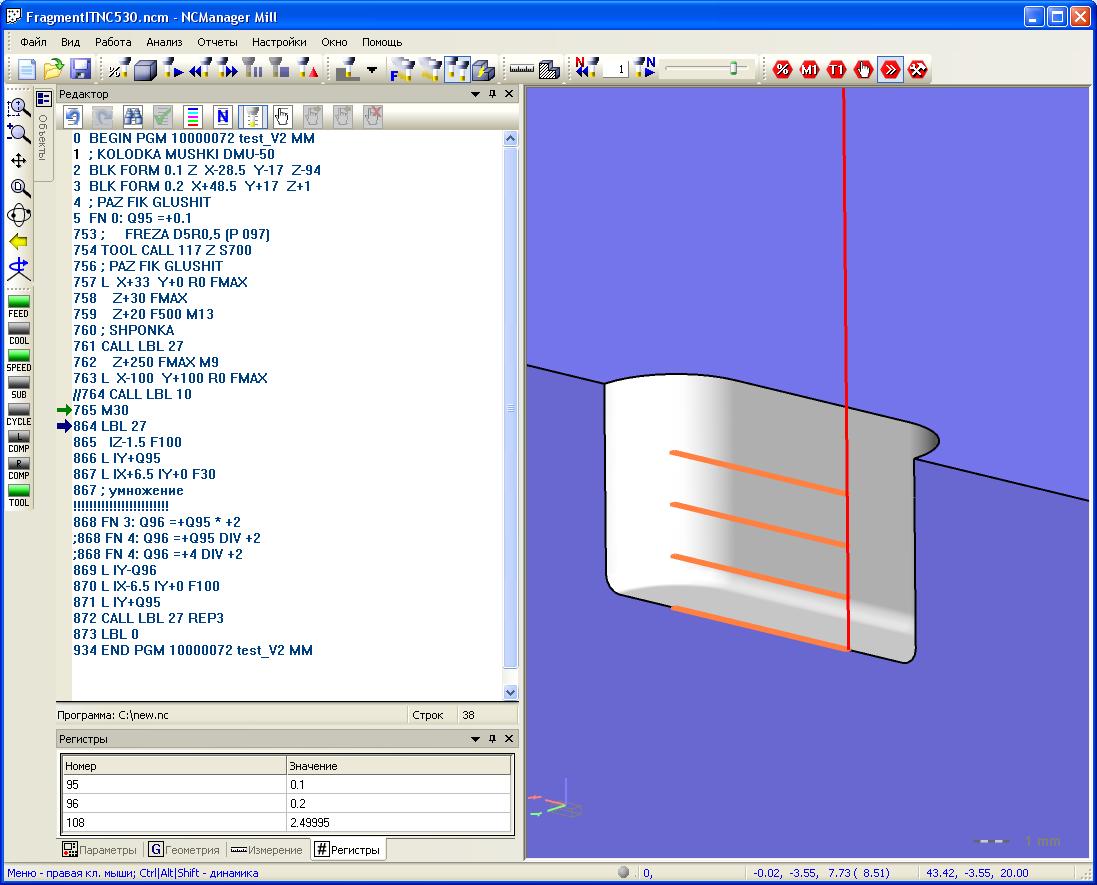 FragmentITNC530.ncm - NCManager Mill
Файл Вид Работа Анализ Отчеты Настройки Окно Помощь
% F N 1 N % M1 T1
Объекты
Редактор
N
0 BEGIN PGM 10000072 test_V2 MM
1 ; KOLODKA MUSHKI DMU-50
2 BLK FORM 0.1 Z X-28.5 Y-17 Z-94
3 BLK FORM 0.2 X+48.5 Y+17 Z+1
4 ; PAZ FIK GLUSHIT
5 FN 0: Q95 =+0.1
753 ; FREZA D5R0,5 (P 097)
754 TOOL CALL 117 Z S700
756 ; PAZ FIK GLUSHIT
757 L X+33 Y+0 R0 FMAX
758 Z+30 FMAX
759 Z+20 F500 M13
760 ; SHPONKA
761 CALL LBL 27
762 Z+250 FMAX M9
763 L X-100 Y+100 R0 FMAX
//764 CALL LBL 10
765 M30
864 LBL 27
865 IZ-1.5 F100
866 L IY+Q95
867 L IX+6.5 IY+0 F30
867 ; умножение
!!!!!!!!!!!!!!!!!!!!!!!!
868 FN 3: Q96 =+Q95 * +2
;868 FN 4: Q96 =+Q95 DIV +2
;868 FN 4: Q96 =+4 DIV +2
869 L IY-Q96
870 L IX-6.5 IY+0 F100
871 L IY+Q95
872 CALL LBL 27 REP3
873 LBL 0
934 END PGM 10000072 test_V2 MM
FEED
COOL
SPEED
SUB
CYCLE
L
COMP
R
COMP
TOOL
Программа: C:\new.nc Строк 38
Регистры
Номер Значение
95 0.1
96 0.2
108 2.49995
Параметры G Геометрия Измерение # Регистры
1 mm
Меню - правая кл. мыши; Ctrl|Alt|Shift - динамика 0, -0.02, -3.55, 7.73 ( 8.51) 43.42, -3.55, 20.00